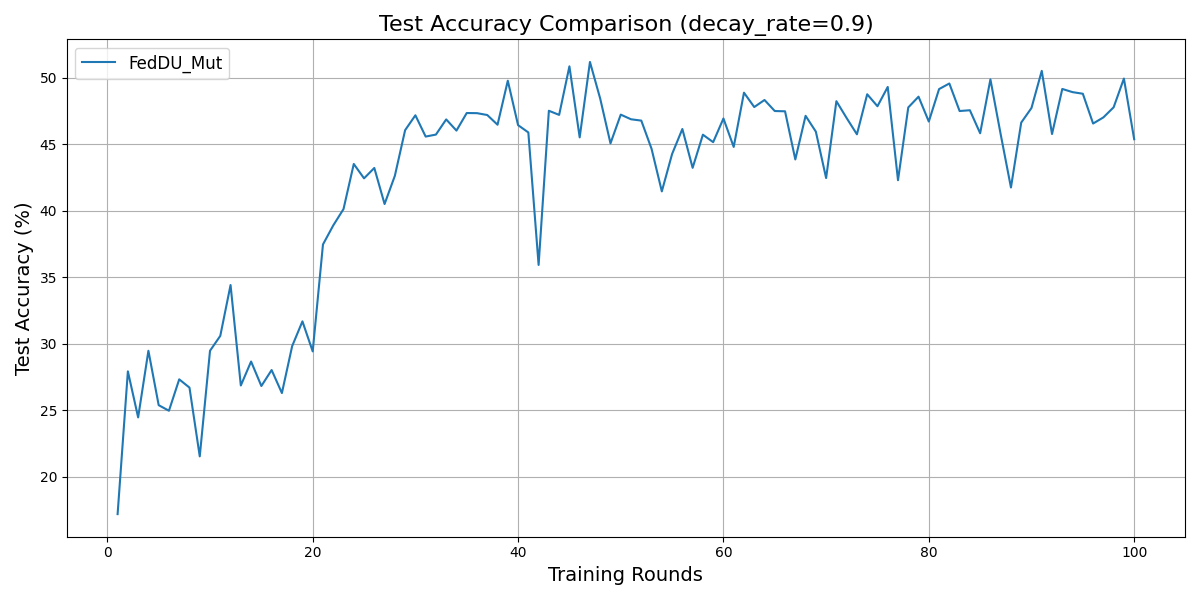 Test Accuracy Comparison (decay_rate=0.9)
FedDU_Mut
Test Accuracy (%)
50
45
40
35
30
25
20
0 20 40 60 80 100
Training Rounds